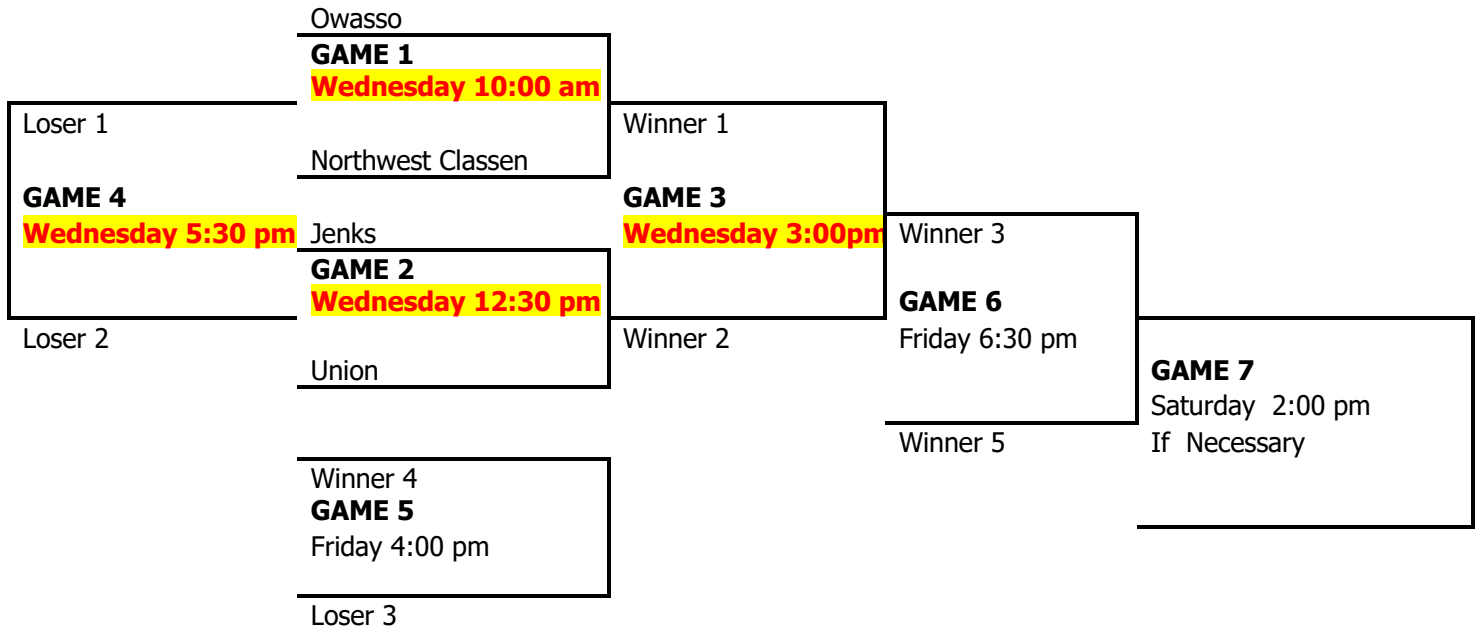 Owasso
GAME 1
Wednesday 10:00 am
Loser 1
Winner 1
Northwest Classen
GAME 4
GAME 3
Wednesday 5:30 pm
Jenks
Wednesday 3:00pm
Winner 3
GAME 2
Wednesday 12:30 pm
GAME 6
Loser 2
Winner 2
Friday 6:30 pm
Union
GAME 7
Saturday 2:00 pm
Winner 5
If Necessary
Winner 4
GAME 5
Friday 4:00 pm
Loser 3